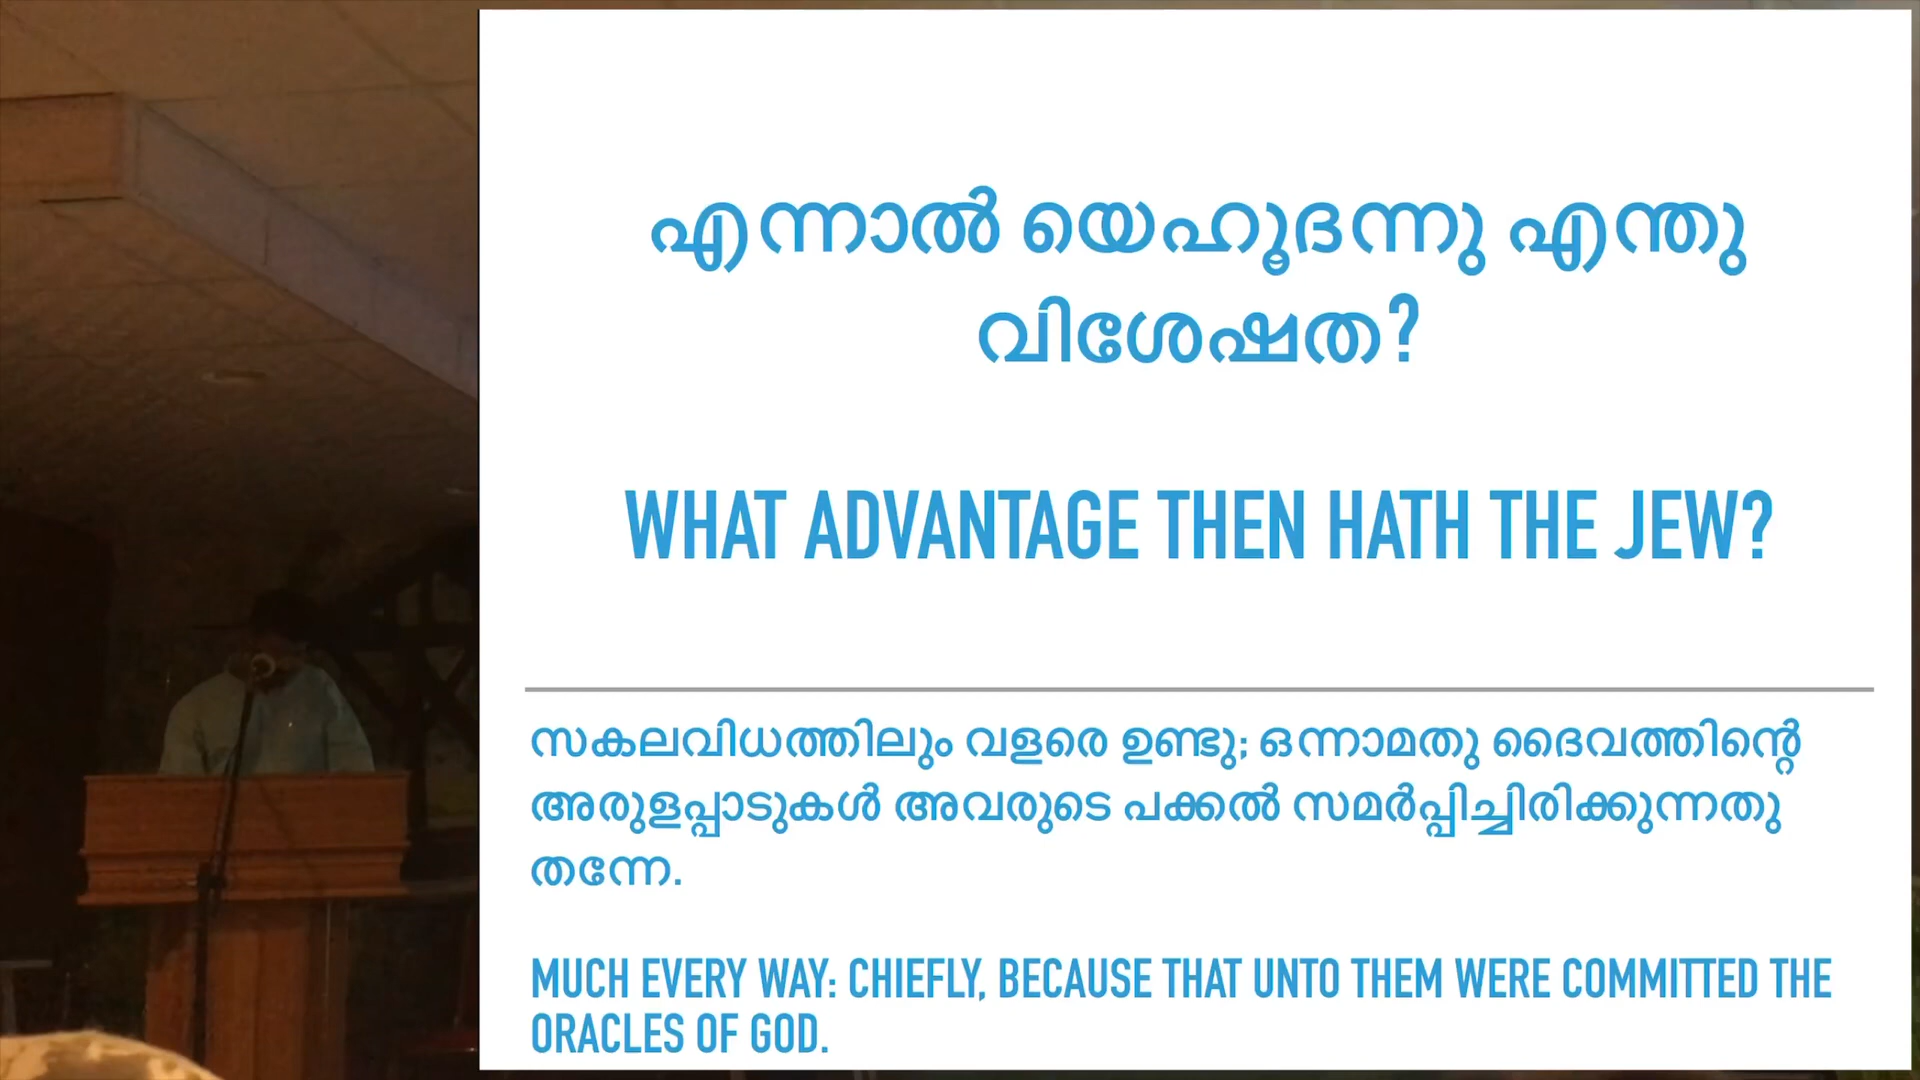 എന്നാൽ യെഹൂദന്നു എന്തു
വിശേഷത?
WHAT ADVANTAGE THEN HATH THE JEW?
സകലവിധത്തിലും വളരെ ഉണ്ടു; ഒന്നാമതു ദൈവത്തിന്റെ
അരുളപ്പാടുകൾ അവരുടെ പക്കൽ സമർപ്പിച്ചിരിക്കുന്നതു
തന്നേ.
MUCH EVERY WAY: CHIEFLY, BECAUSE THAT UNTO THEM WERE COMMITTED THE
ORACLES OF GOD.